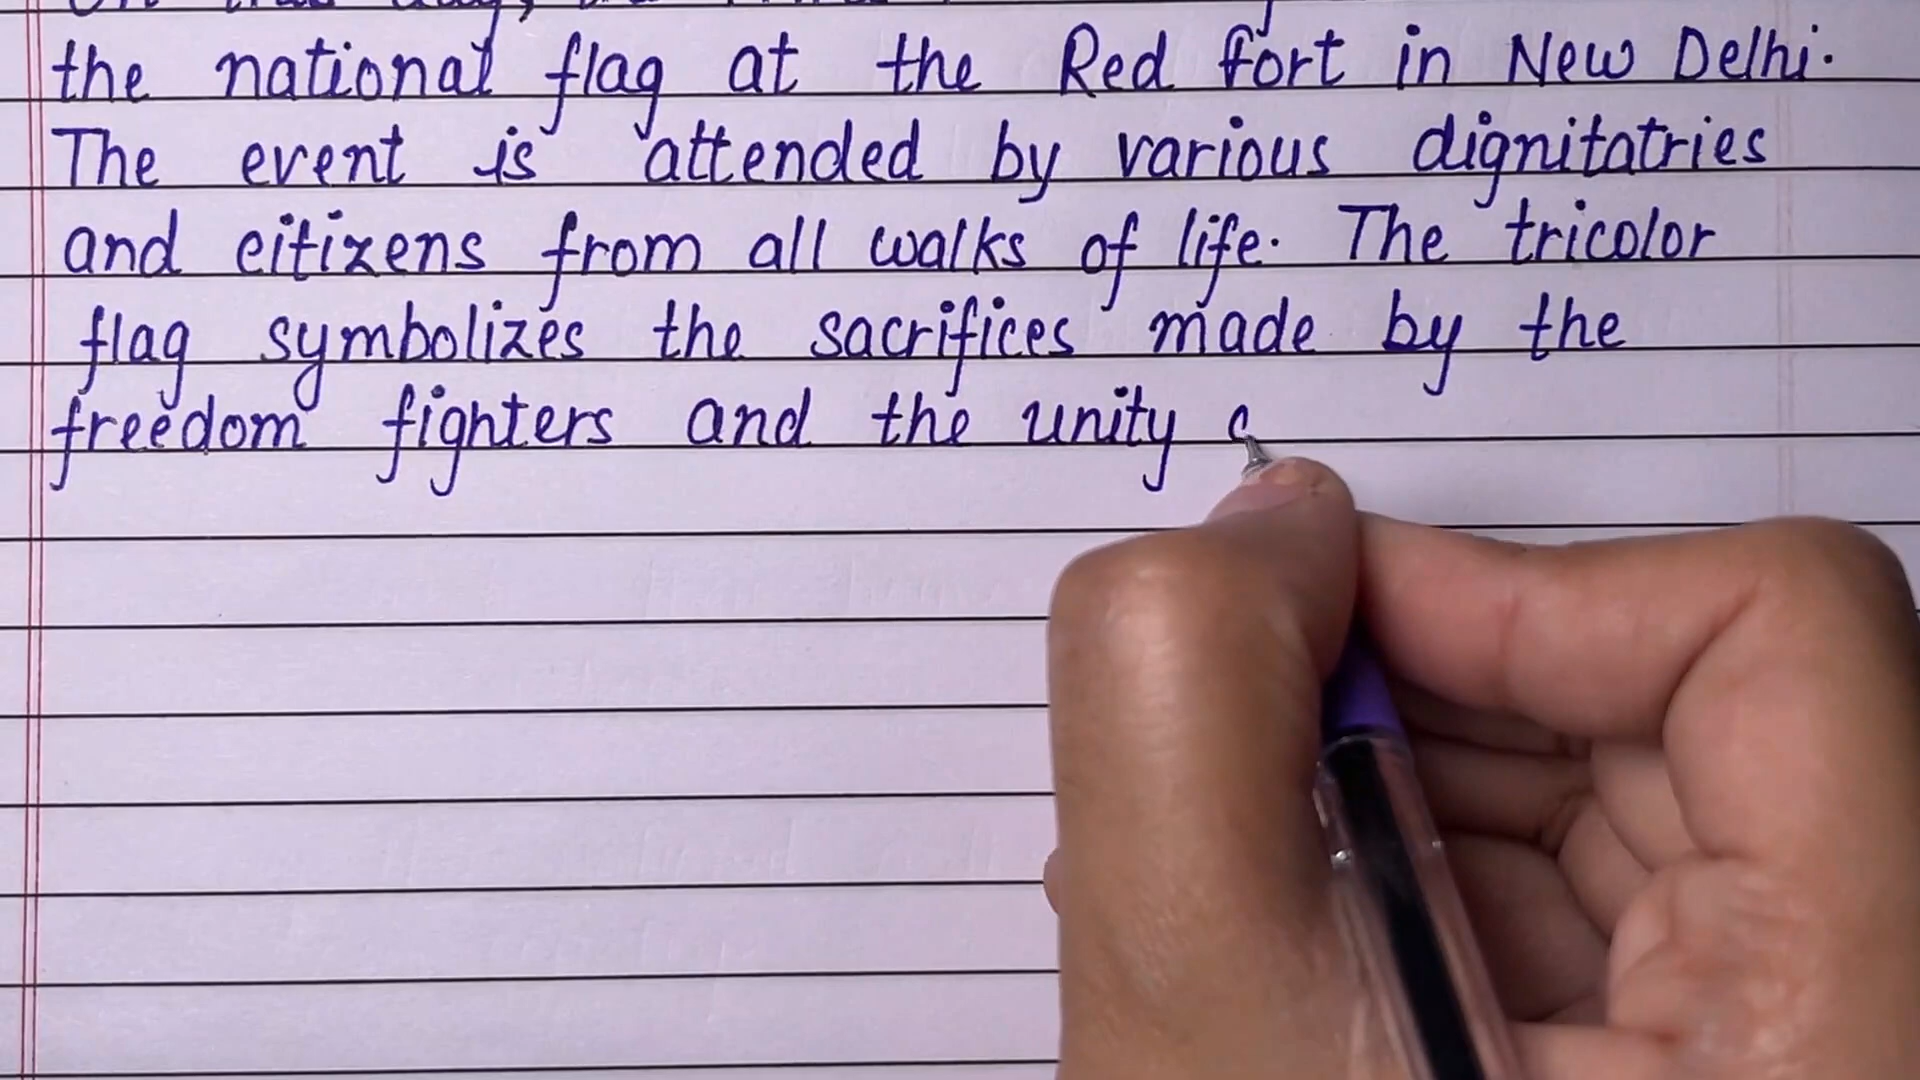 the national flag at the Red fort in New Delhi.
The event is attended by various dignitatries
and eitizens from all walks of life. The tricolor
flag symbolizes the sacrifices made by the
freedom fighters and the unity